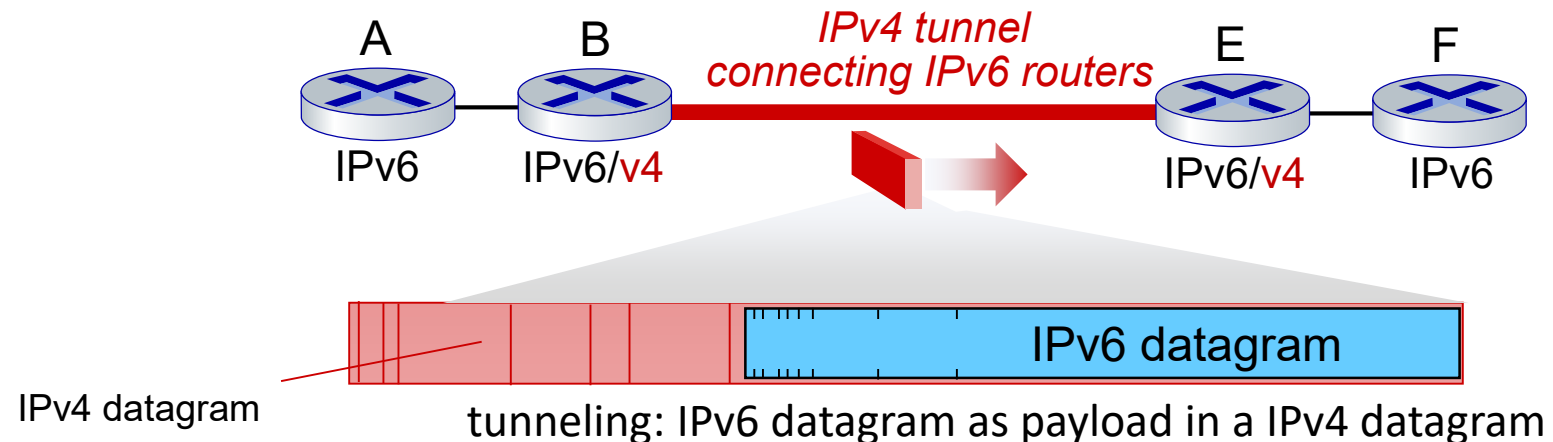 A
B
IPv4 tunnel
connecting IPv6 routers
E
F
IPv6
IPv6/v4
IPv6/v4
IPv6
IPv6 datagram
IPv4 datagram
tunneling: IPv6 datagram as payload in a IPv4 datagram